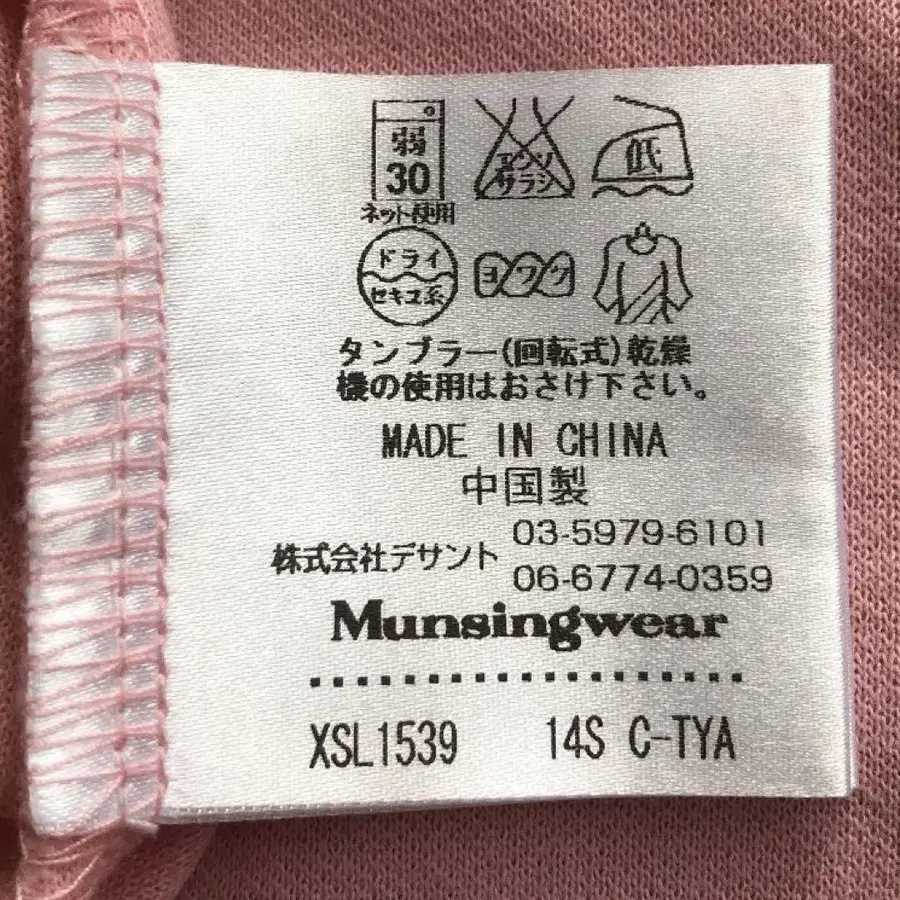 弱
30
ネット使用
エンソ
サラシ
低
ドライ
セキユ系
ヨワク
タンブラー(回転式)乾燥
機の使用はおさけ下さい。
MADE IN CHINA
中国製
株式会社デサント
03-5979-6101
06-6774-0359
Munsingwear
XSL1539 14S C-TYA